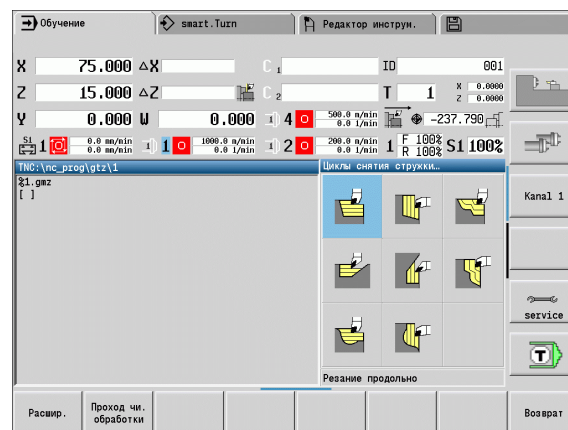 Обучение smart.Turn Редактор инструм.
X 75.000 ΔX C 1 ID 001
Z 15.000 ΔZ C 2 T 1 X 0.0000 Z 0.0000
Y 0.000 W 0.000 4 500.0 m/min 0.0 1/min -237.790
S1 1 0.0 mm/min 0.0 mm/min 1 1000.0 m/min 0.0 1/min 2 200.0 m/min 0.0 1/min 1 F 100% R 100% S1 100%
TNC:\nc_prog\gtz\1
%1.gmz
[ ]
Циклы снятия стружки…
Резание продольно
Kanal 1
service
T
Расшир.
Проход чи.
обработки
Возврат